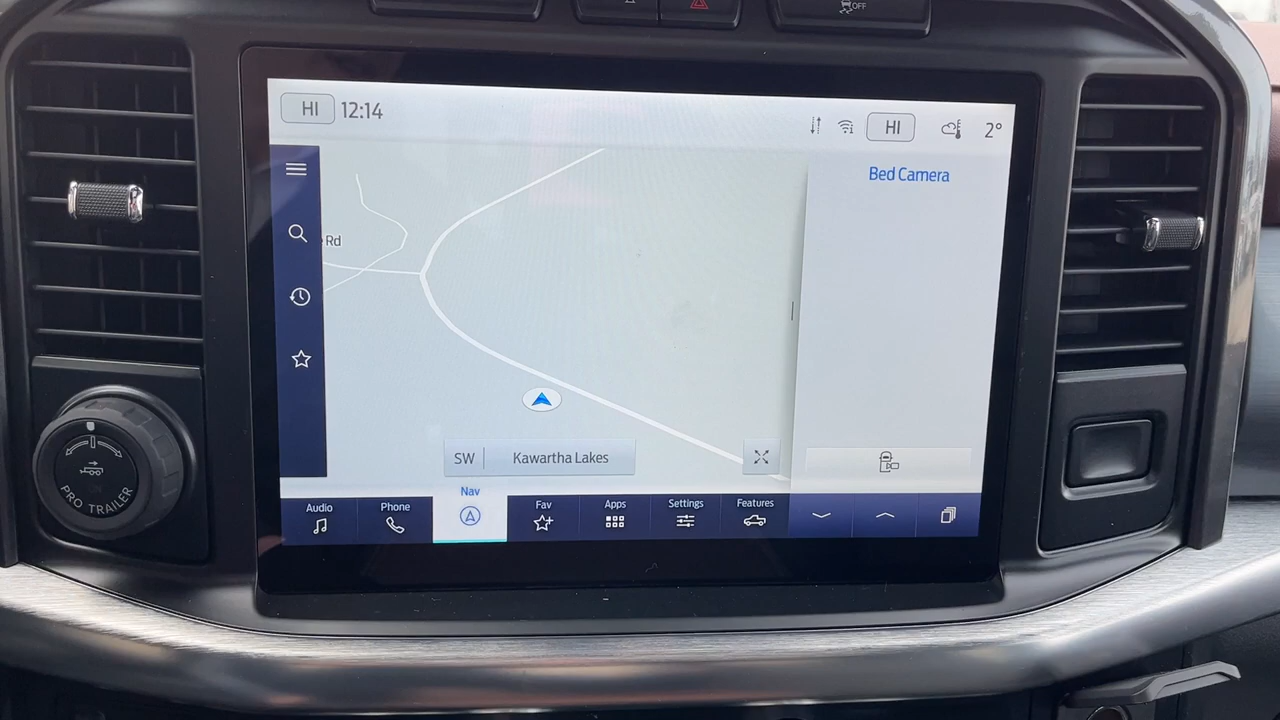 OFF
HI 12:14
HI 2°
Bed Camera
Rd
SW Kawartha Lakes
Audio
Phone
Nav
Fav
Apps
Settings
Features
PRO TRAILER